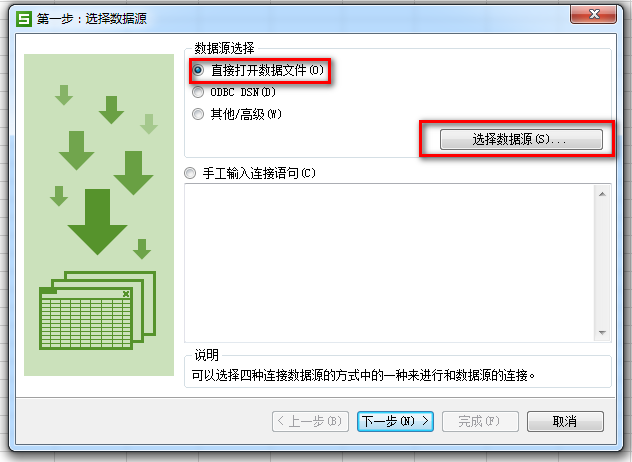 S 第一步：选择数据源
数据源选择
直接打开数据文件(O)
ODBC DSN(D)
其他/高级(W)
选择数据源(S)...
手工输入连接语句(C)
说明
可以选择四种连接数据源的方式中的一种来进行和数据源的连接。
< 上一步(B) 下一步(N) > 完成(F) 取消